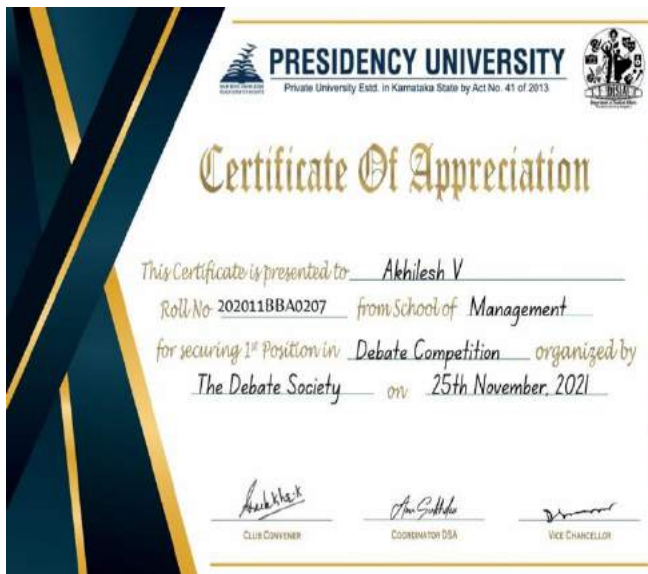 PRESIDENCY UNIVERSITY
Private University Estd. in Karnataka State by Act No. 41 of 2013
Certificate Of Appreciation
This Certificate is presented to Akhilesh V
Roll No 202011BBA0207 from School of Management
for securing 1st Position in Debate Competition organized by
The Debate Society on 25th November, 2021
CLUB CONVENER COORDINATOR DSA VICE CHANCELLOR